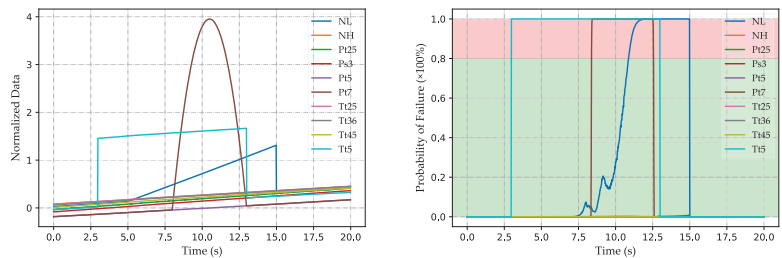 Normalized Data
4
3
2
1
0
0.0 2.5 5.0 7.5 10.0 12.5 15.0 17.5 20.0
Time (s)
NL
NH
Pt25
Ps3
Pt5
Pt7
Tt25
Tt36
Tt45
Tt5
Probability of Failure (×100%)
1.0
0.8
0.6
0.4
0.2
0.0
0.0 2.5 5.0 7.5 10.0 12.5 15.0 17.5 20.0
Time (s)
NL
NH
Pt25
Ps3
Pt5
Pt7
Tt25
Tt36
Tt45
Tt5